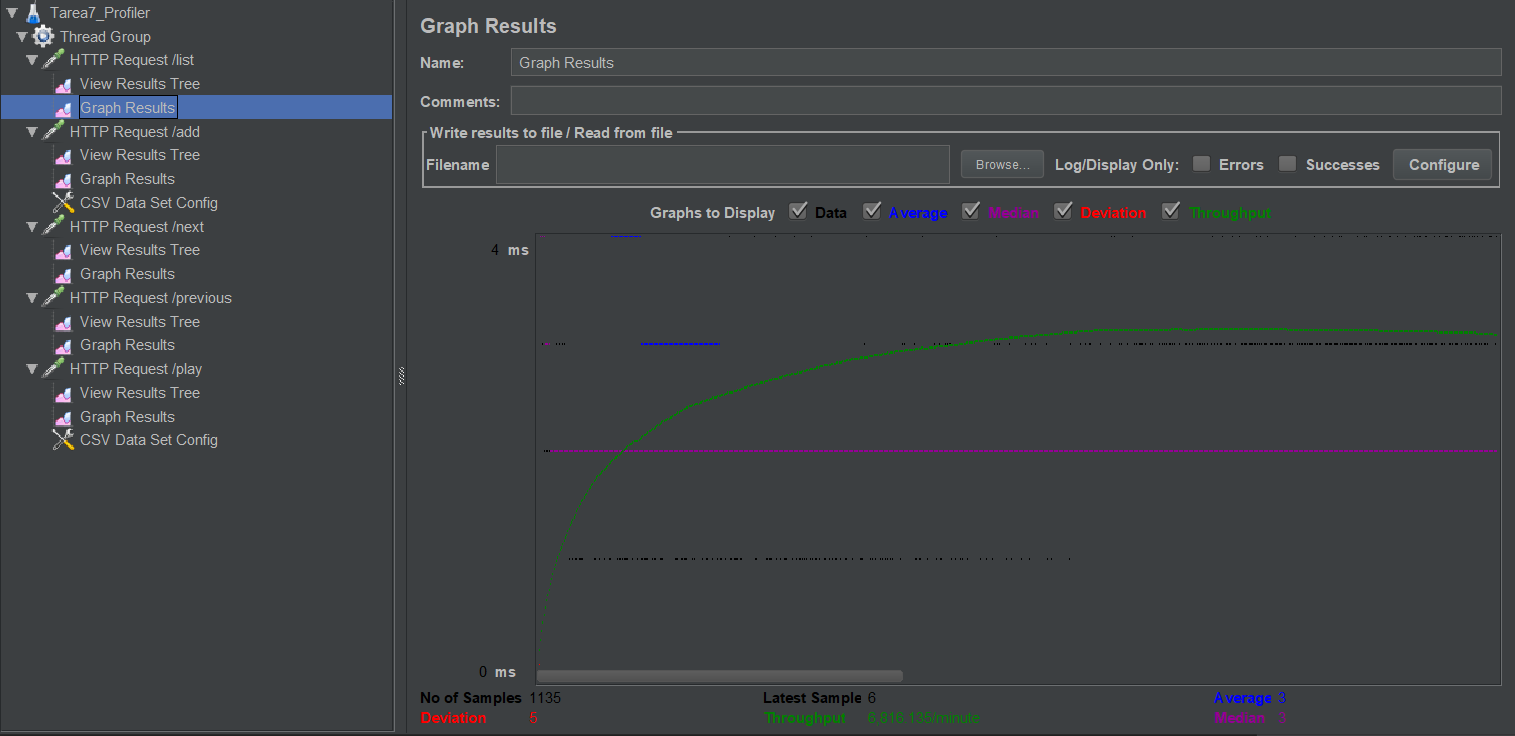 Tarea7_Profiler
Thread Group
HTTP Request /list
View Results Tree
Graph Results
HTTP Request /add
View Results Tree
Graph Results
CSV Data Set Config
HTTP Request /next
View Results Tree
Graph Results
HTTP Request /previous
View Results Tree
Graph Results
HTTP Request /play
View Results Tree
Graph Results
CSV Data Set Config
Graph Results
Name: Graph Results
Comments:
Write results to file / Read from file
Filename Browse... Log/Display Only: Errors Successes Configure
Graphs to Display Data Average Median Deviation Throughput
4 ms
0 ms
No of Samples 1135 Latest Sample 6 Average 3
Deviation 5 Throughput 6,816.135/minute Median 3